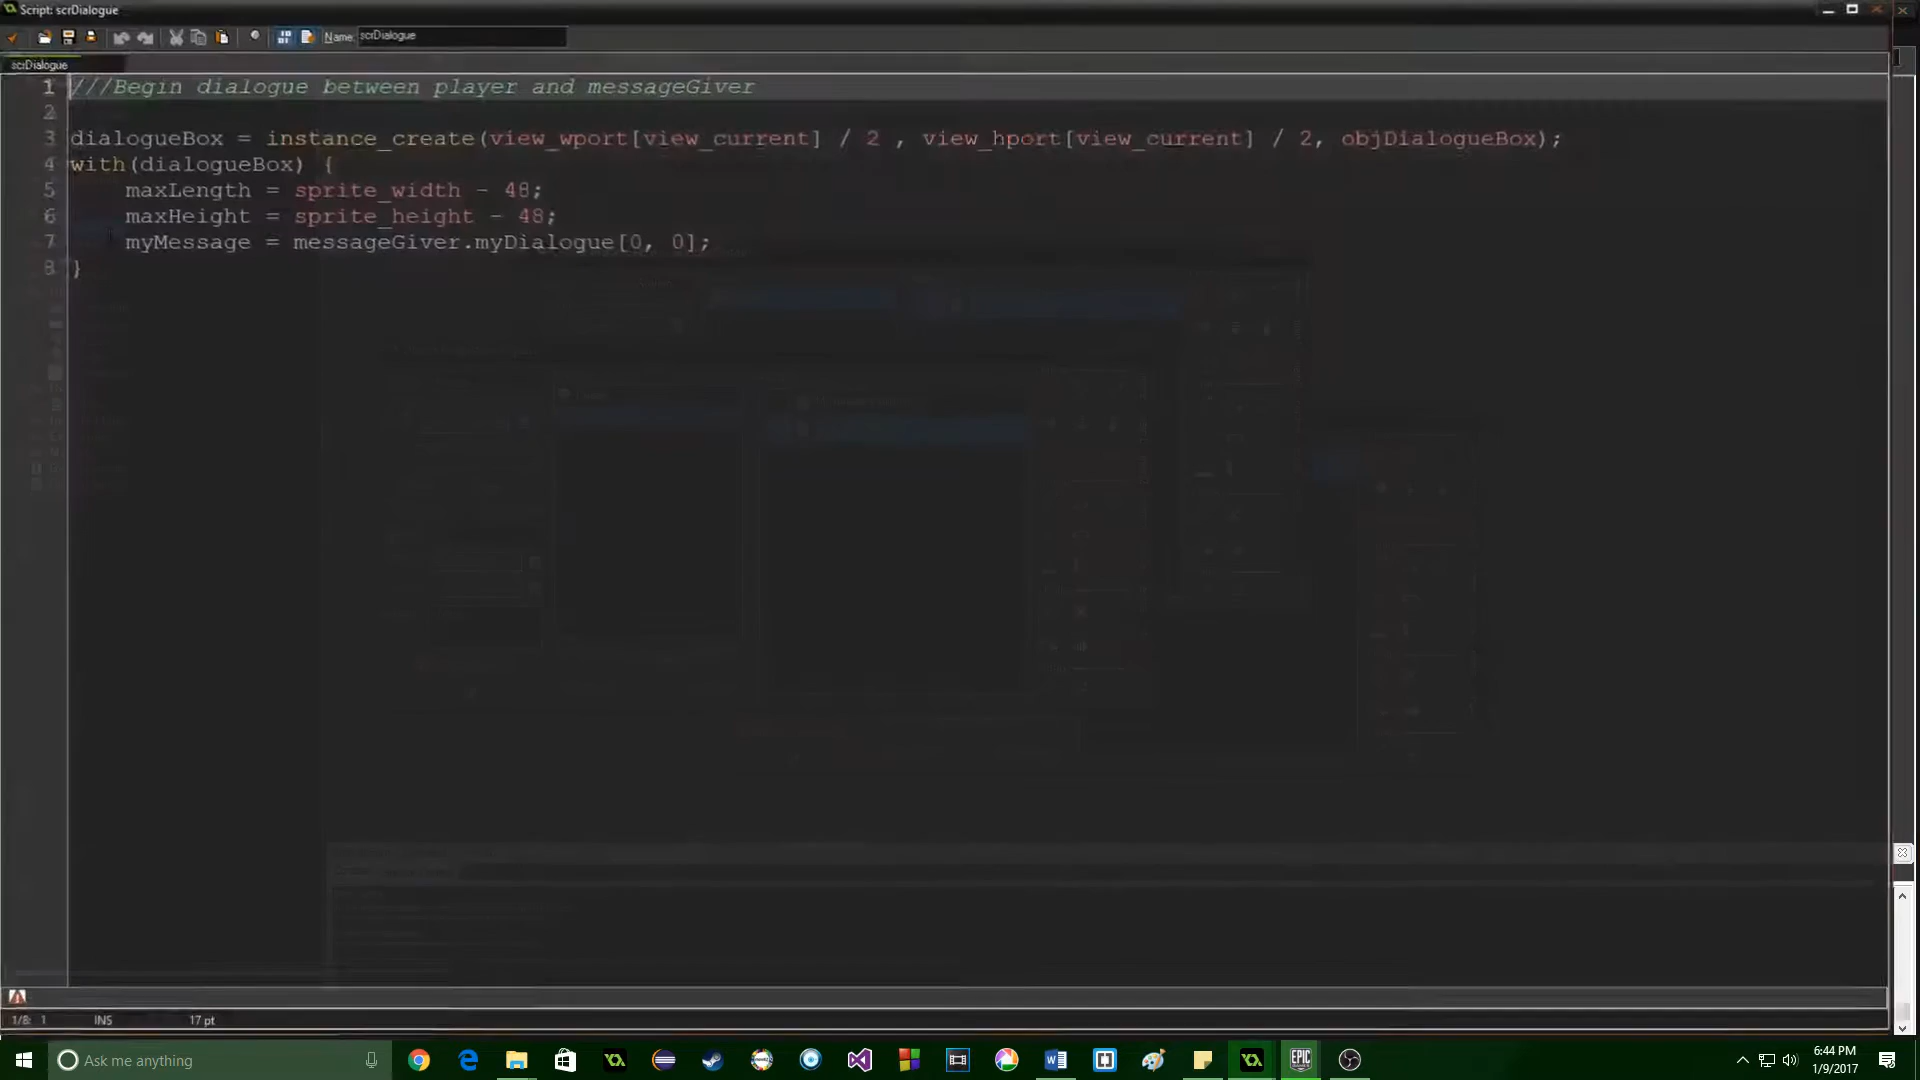 Script: scrDialogue
Name: scrDialogue
scrDialogue
1 ///Begin dialogue between player and messageGiver
2
3 dialogueBox = instance_create(view_wport[view_current] / 2 , view_hport[view_current] / 2, objDialogueBox);
4 with(dialogueBox) {
5 maxLength = sprite_width - 48;
6 maxHeight = sprite_height - 48;
7 myMessage = messageGiver.myDialogue[0, 0];
8 }
1/8: 1 INS 17 pt
Ask me anything
EPIC GAMES
6:44 PM
1/9/2017